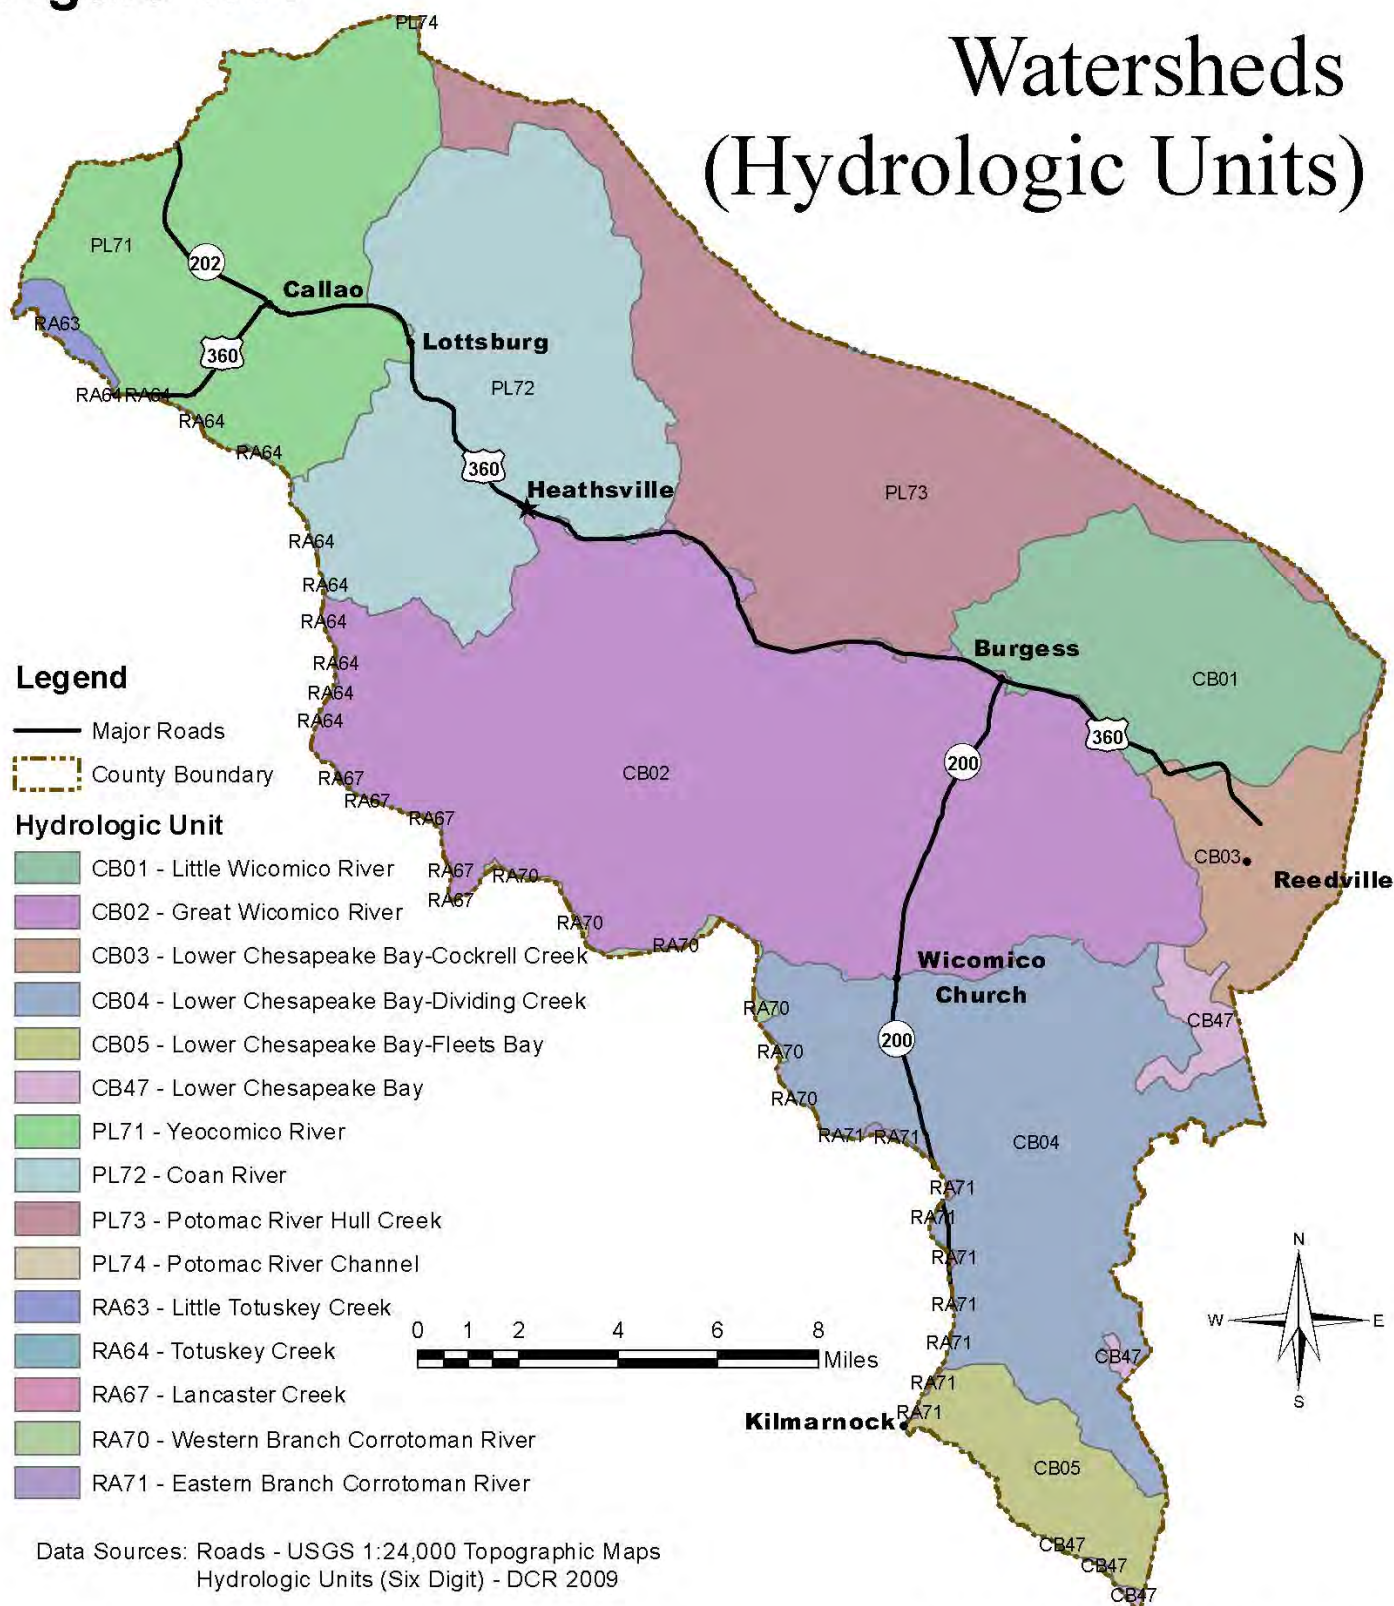 Watersheds
(Hydrologic Units)
PL74
PL71
202
Callao
RA63
360
Lottsburg
PL72
RA64
RA64
RA64
RA64
360
Heathsville
PL73
RA64
RA64
RA64
RA64
RA64
RA64
Burgess
CB01
360
200
CB02
RA67
RA67
RA67
RA67
RA67
RA70
RA70
RA70
CB03
Reedville
Wicomico
Church
RA70
CB47
200
RA70
RA70
RA71
RA71
CB04
RA71
RA71
RA71
RA71
RA71
CB47
RA71
RA71
Kilmarnock
CB05
CB47
CB47
CB47
Legend
Major Roads
County Boundary
Hydrologic Unit
CB01 - Little Wicomico River
CB02 - Great Wicomico River
CB03 - Lower Chesapeake Bay-Cockrell Creek
CB04 - Lower Chesapeake Bay-Dividing Creek
CB05 - Lower Chesapeake Bay-Fleets Bay
CB47 - Lower Chesapeake Bay
PL71 - Yeocomico River
PL72 - Coan River
PL73 - Potomac River Hull Creek
PL74 - Potomac River Channel
RA63 - Little Totuskey Creek
RA64 - Totuskey Creek
RA67 - Lancaster Creek
RA70 - Western Branch Corrotoman River
RA71 - Eastern Branch Corrotoman River
0 1 2 4 6 8
Miles
N
W E
S
Data Sources: Roads - USGS 1:24,000 Topographic Maps
Hydrologic Units (Six Digit) - DCR 2009